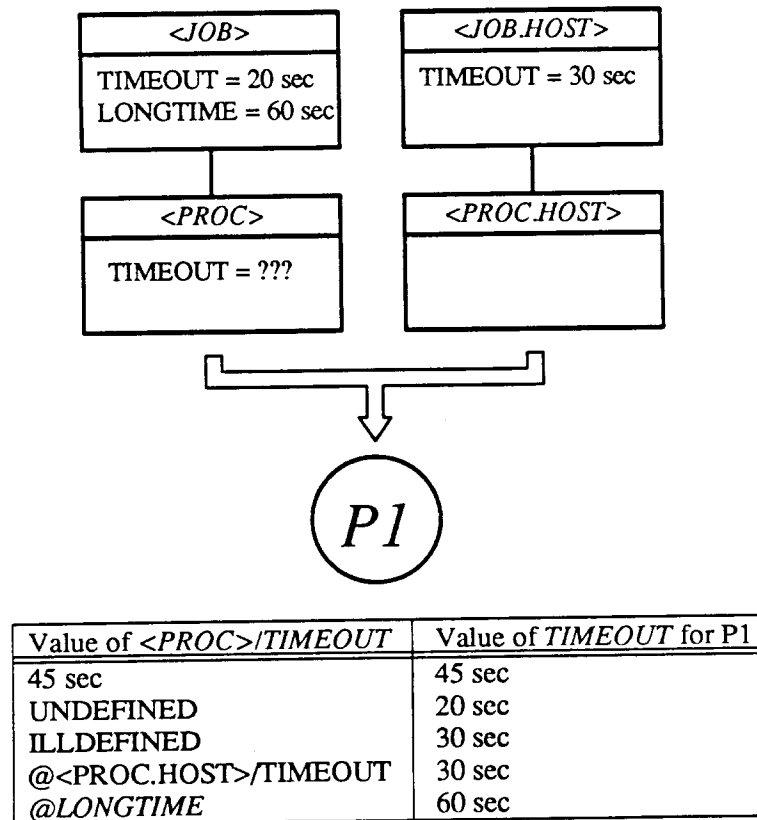 <JOB>
TIMEOUT = 20 sec
LONGTIME = 60 sec
<JOB.HOST>
TIMEOUT = 30 sec
<PROC>
TIMEOUT = ???
<PROC.HOST>
P1
Value of <PROC>/TIMEOUT Value of TIMEOUT for P1
45 sec 45 sec
UNDEFINED 20 sec
ILLDEFINED 30 sec
@<PROC.HOST>/TIMEOUT 30 sec
@LONGTIME 60 sec